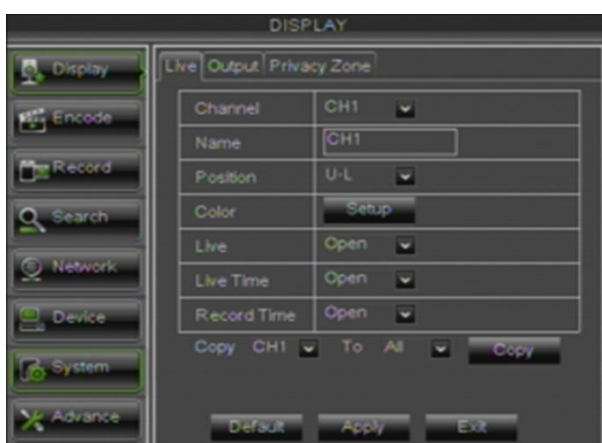 DISPLAY
Display
Encode
Record
Search
Network
Device
System
Advance
Live Output Privacy Zone
Channel CH1
Name CH1
Position U-L
Color Setup
Live Open
Live Time Open
Record Time Open
Copy CH1 To All Copy
Default Apply Exit